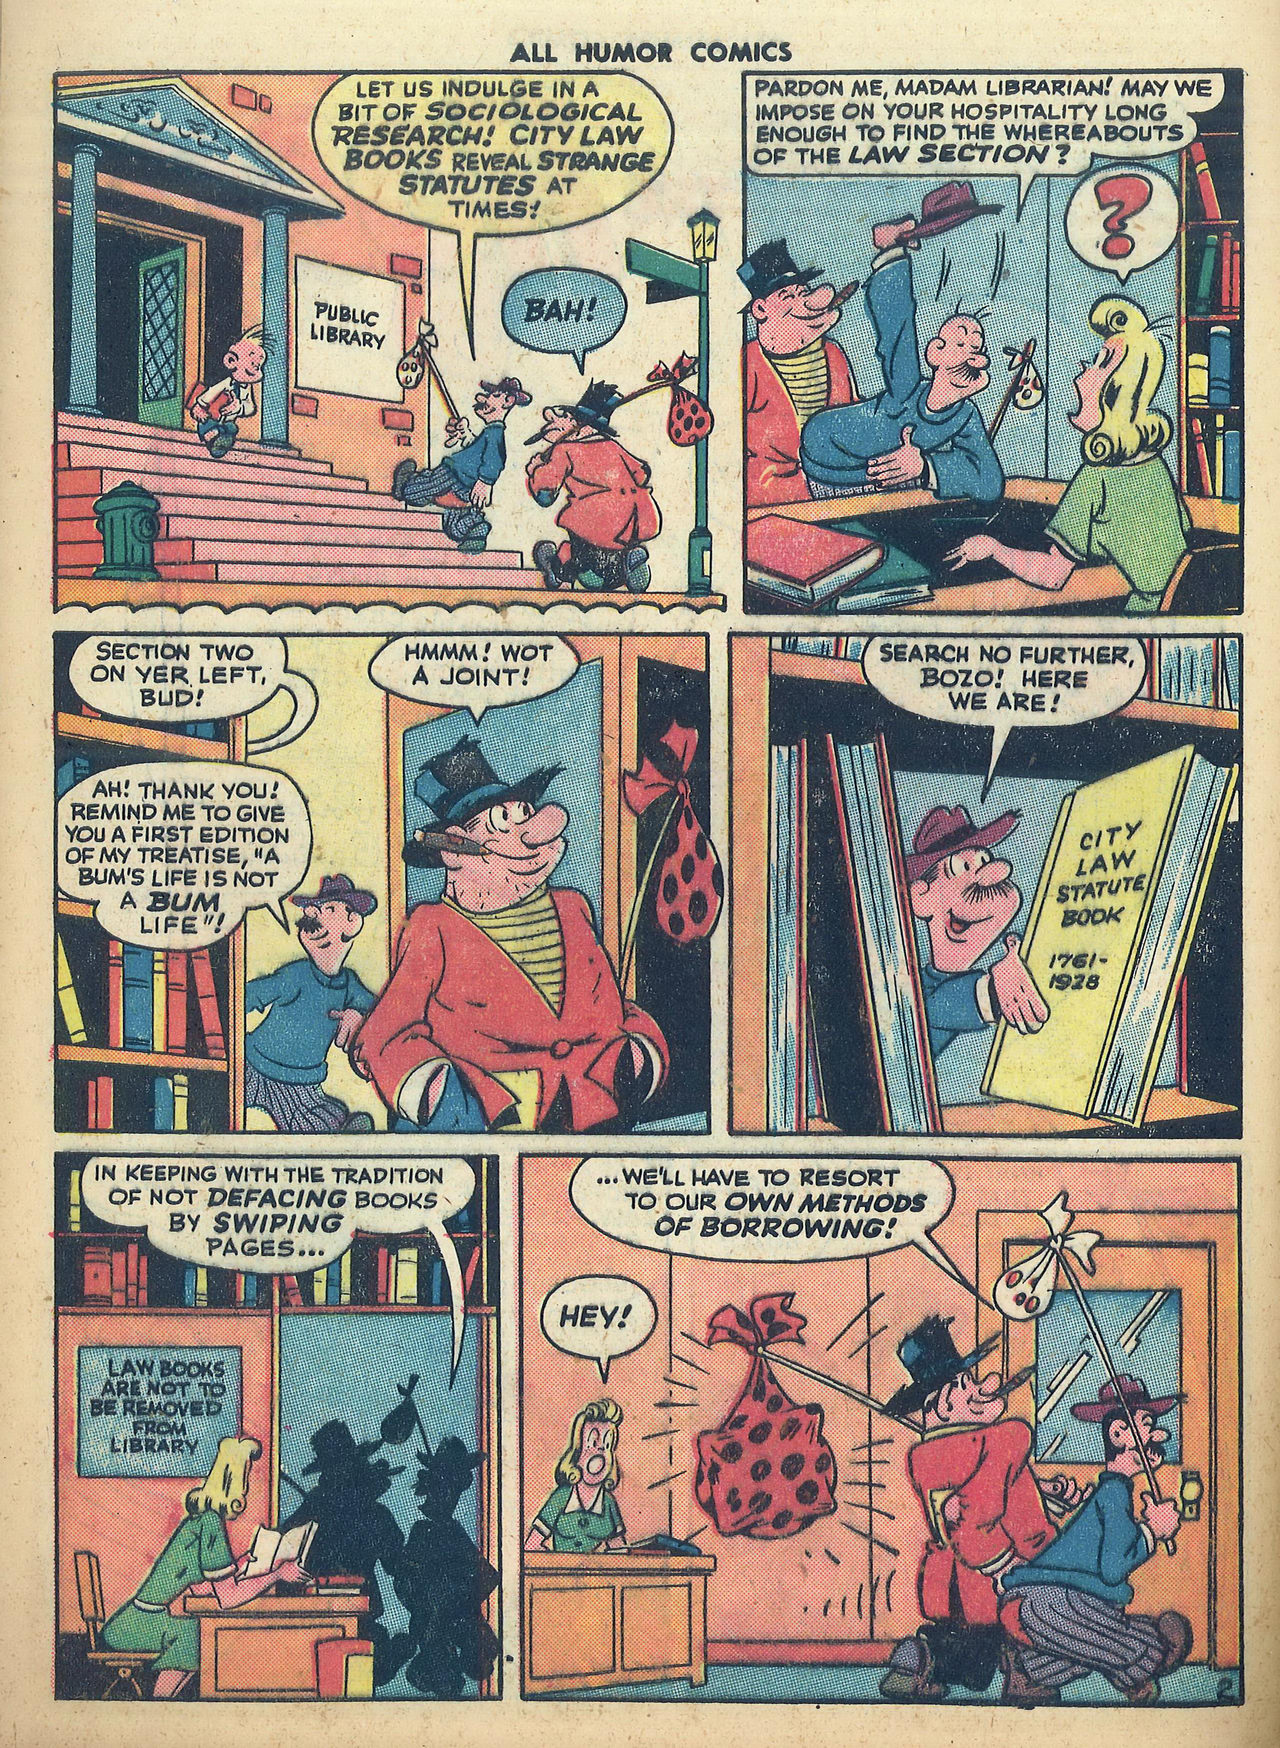 ALL HUMOR COMICS
LET US INDULGE IN A
BIT OF SOCIOLOGICAL
RESEARCH! CITY LAW
BOOKS REVEAL STRANGE
STATUTES AT
TIMES!
BAH!
PUBLIC
LIBRARY
PARDON ME, MADAM LIBRARIAN! MAY WE
IMPOSE ON YOUR HOSPITALITY LONG
ENOUGH TO FIND THE WHEREABOUTS
OF THE LAW SECTION?
?
SECTION TWO
ON YER LEFT,
BUD!
HMMM! WOT
A JOINT!
AH! THANK YOU!
REMIND ME TO GIVE
YOU A FIRST EDITION
OF MY TREATISE, "A
BUM'S LIFE IS NOT
A BUM
LIFE"!
SEARCH NO FURTHER,
BOZO! HERE
WE ARE!
CITY
LAW
STATUTE
BOOK
1761-
1928
IN KEEPING WITH THE TRADITION
OF NOT DEFACING BOOKS
BY SWIPING
PAGES...
LAW BOOKS
ARE NOT TO
BE REMOVED
FROM
LIBRARY
...WE'LL HAVE TO RESORT
TO OUR OWN METHODS
OF BORROWING!
HEY!
2